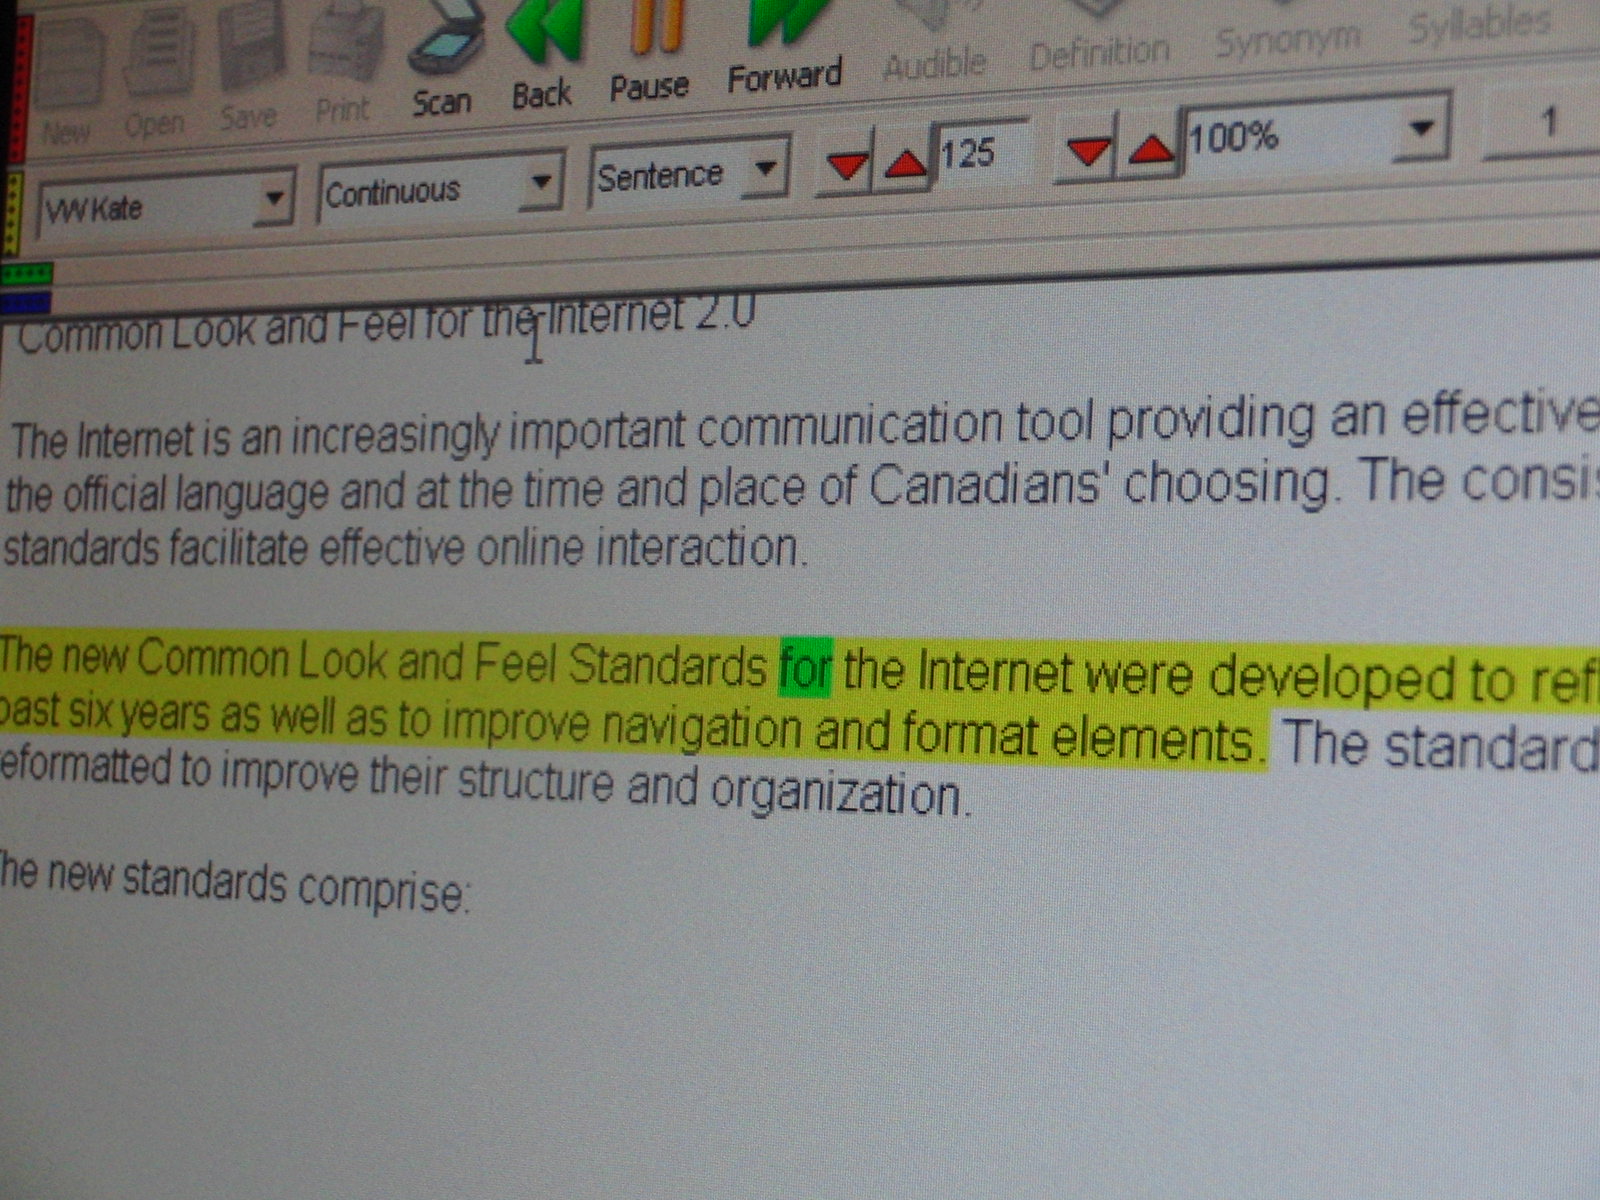 New Open Save Print Scan Back Pause Forward Audible Definition Synonym Syllables
VW Kate Continuous Sentence 125 100% 1
Common Look and Feel for the Internet 2.0
The Internet is an increasingly important communication tool providing an effective
the official language and at the time and place of Canadians' choosing. The consis
standards facilitate effective online interaction.
The new Common Look and Feel Standards for the Internet were developed to refl
past six years as well as to improve navigation and format elements. The standard
reformatted to improve their structure and organization.
The new standards comprise: